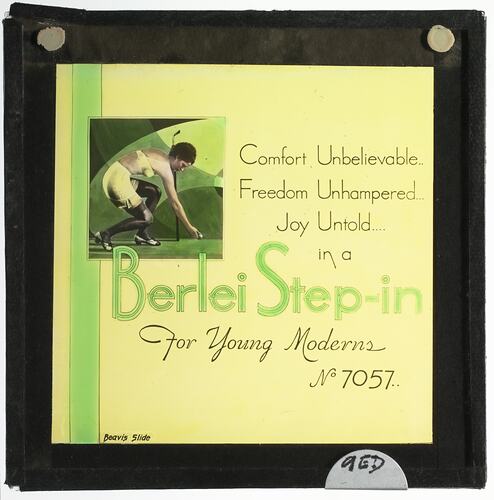 Comfort Unbelievable..
Freedom Unhampered...
Joy Untold....
in a
Berlei Step-in
For Young Moderns
No 7057..
Beavis Slide
9ED